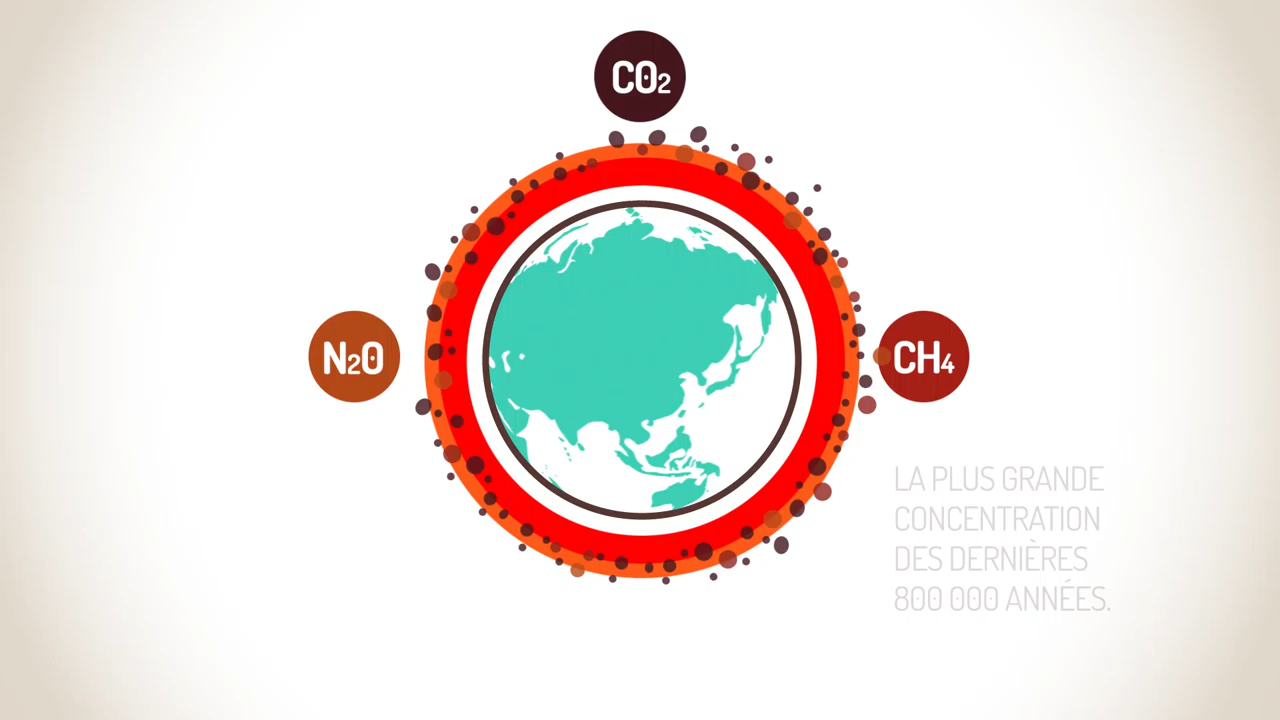 CO₂
N₂O
CH₄
LA PLUS GRANDE
CONCENTRATION
DES DERNIÈRES
800 000 ANNÉES.